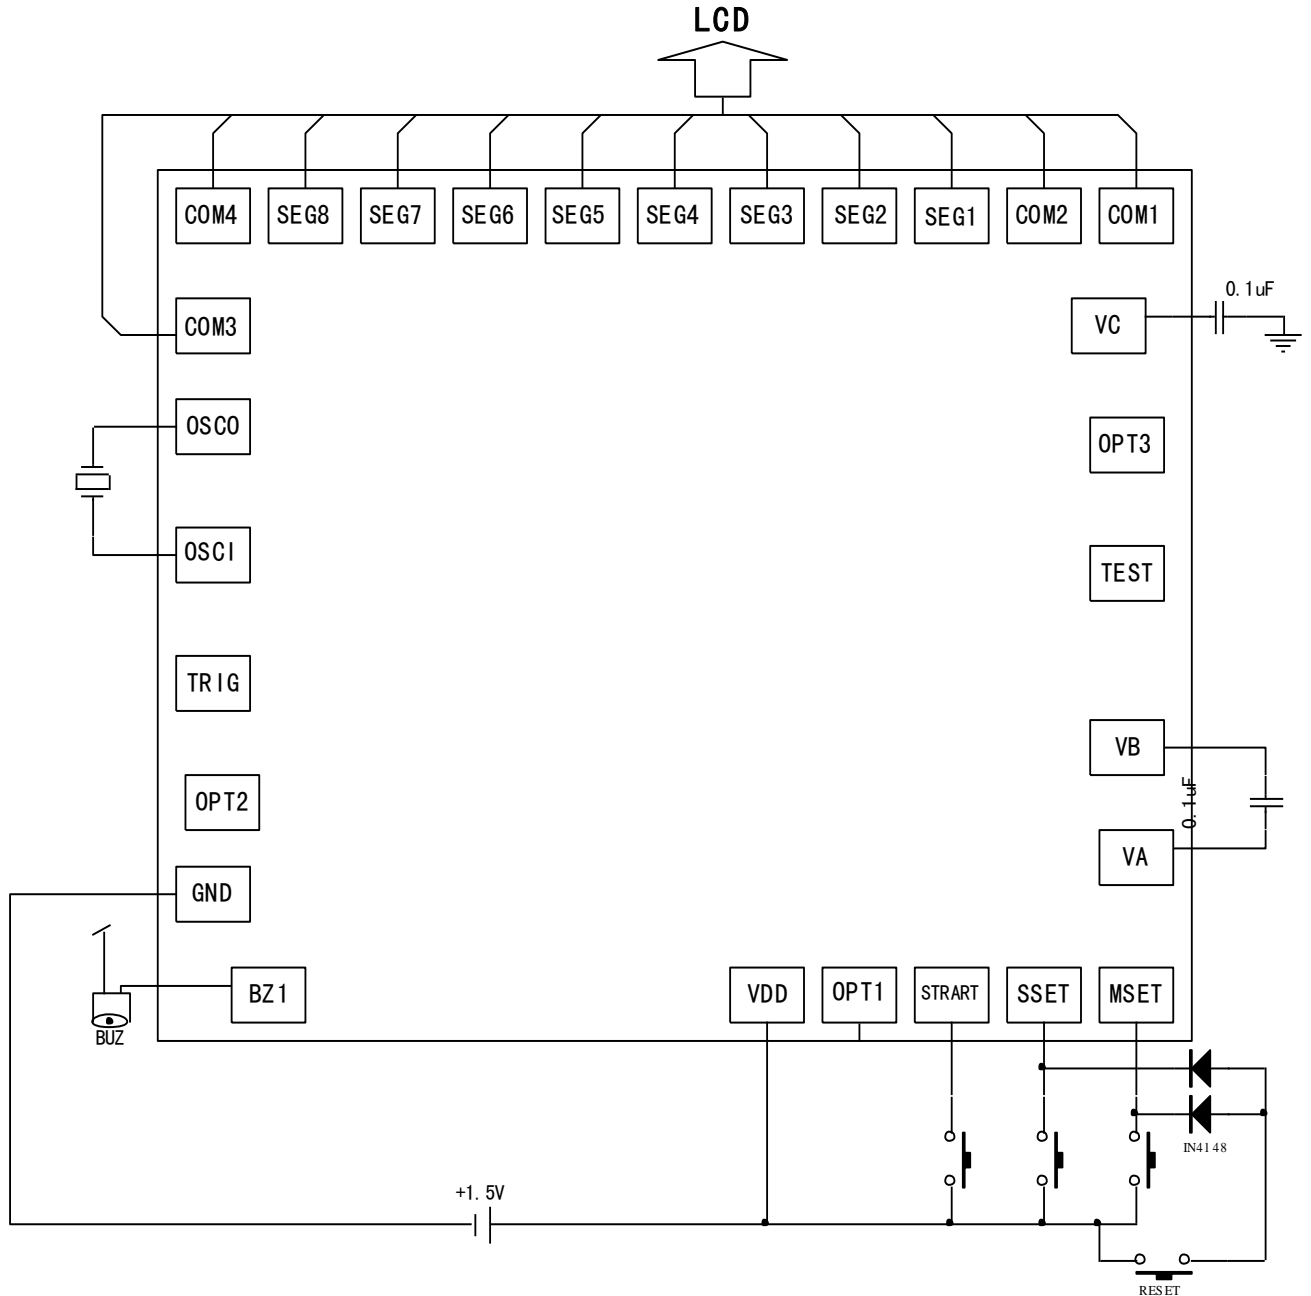 LCD
COM4 SEG8 SEG7 SEG6 SEG5 SEG4 SEG3 SEG2 SEG1 COM2 COM1
0.1uF
COM3
VC
OSCO
OPT3
OSCI
TEST
TRIG
VB
0.1uF
OPT2
VA
GND
BZ1
VDD OPT1 STRART SSET MSET
BUZ
IN4148
+1.5V
RESET